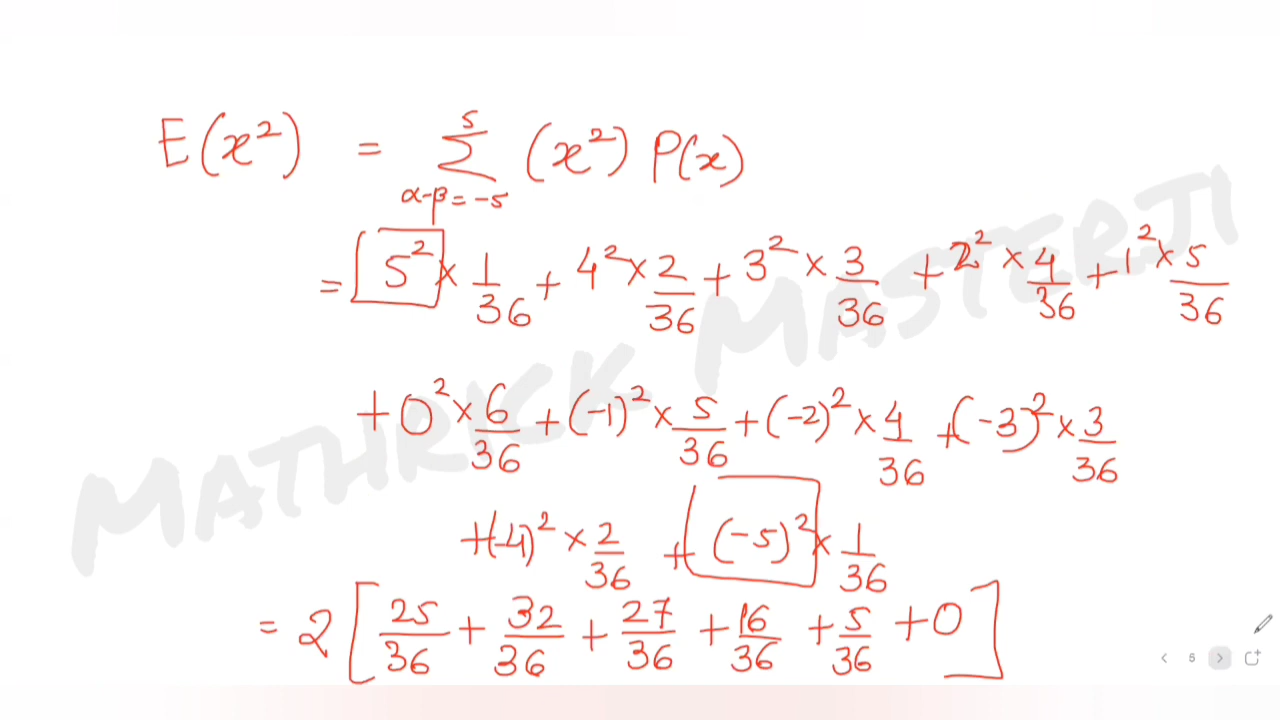 E(x²) = Σ_{α-β=-5}^{5} (x²) P(x)
= 5² × 1/36 + 4² × 2/36 + 3² × 3/36 + 2² × 4/36 + 1² × 5/36
+ 0² × 6/36 + (-1)² × 5/36 + (-2)² × 4/36 + (-3)² × 3/36
+(-4)² × 2/36 + (-5)² × 1/36
= 2[25/36 + 32/36 + 27/36 + 16/36 + 5/36 + 0]
MATHRICK MASTERJI
< 5 >